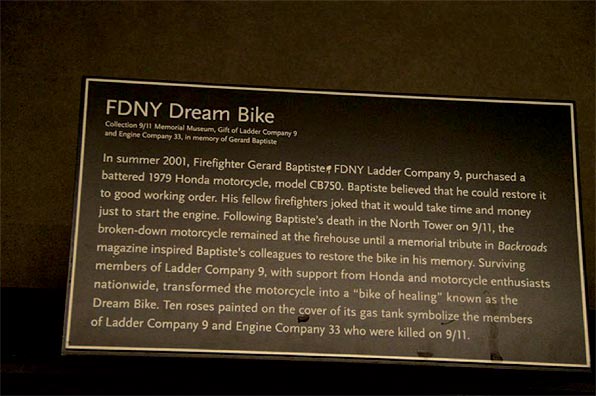 FDNY Dream Bike
Collection 9/11 Memorial Museum, Gift of Ladder Company 9
and Engine Company 33, in memory of Gerard Baptiste
In summer 2001, Firefighter Gerard Baptiste, FDNY Ladder Company 9, purchased a
battered 1979 Honda motorcycle, model CB750. Baptiste believed that he could restore it
to good working order. His fellow firefighters joked that it would take time and money
just to start the engine. Following Baptiste's death in the North Tower on 9/11, the
broken-down motorcycle remained at the firehouse until a memorial tribute in Backroads
magazine inspired Baptiste's colleagues to restore the bike in his memory. Surviving
members of Ladder Company 9, with support from Honda and motorcycle enthusiasts
nationwide, transformed the motorcycle into a “bike of healing” known as the
Dream Bike. Ten roses painted on the cover of its gas tank symbolize the members
of Ladder Company 9 and Engine Company 33 who were killed on 9/11.